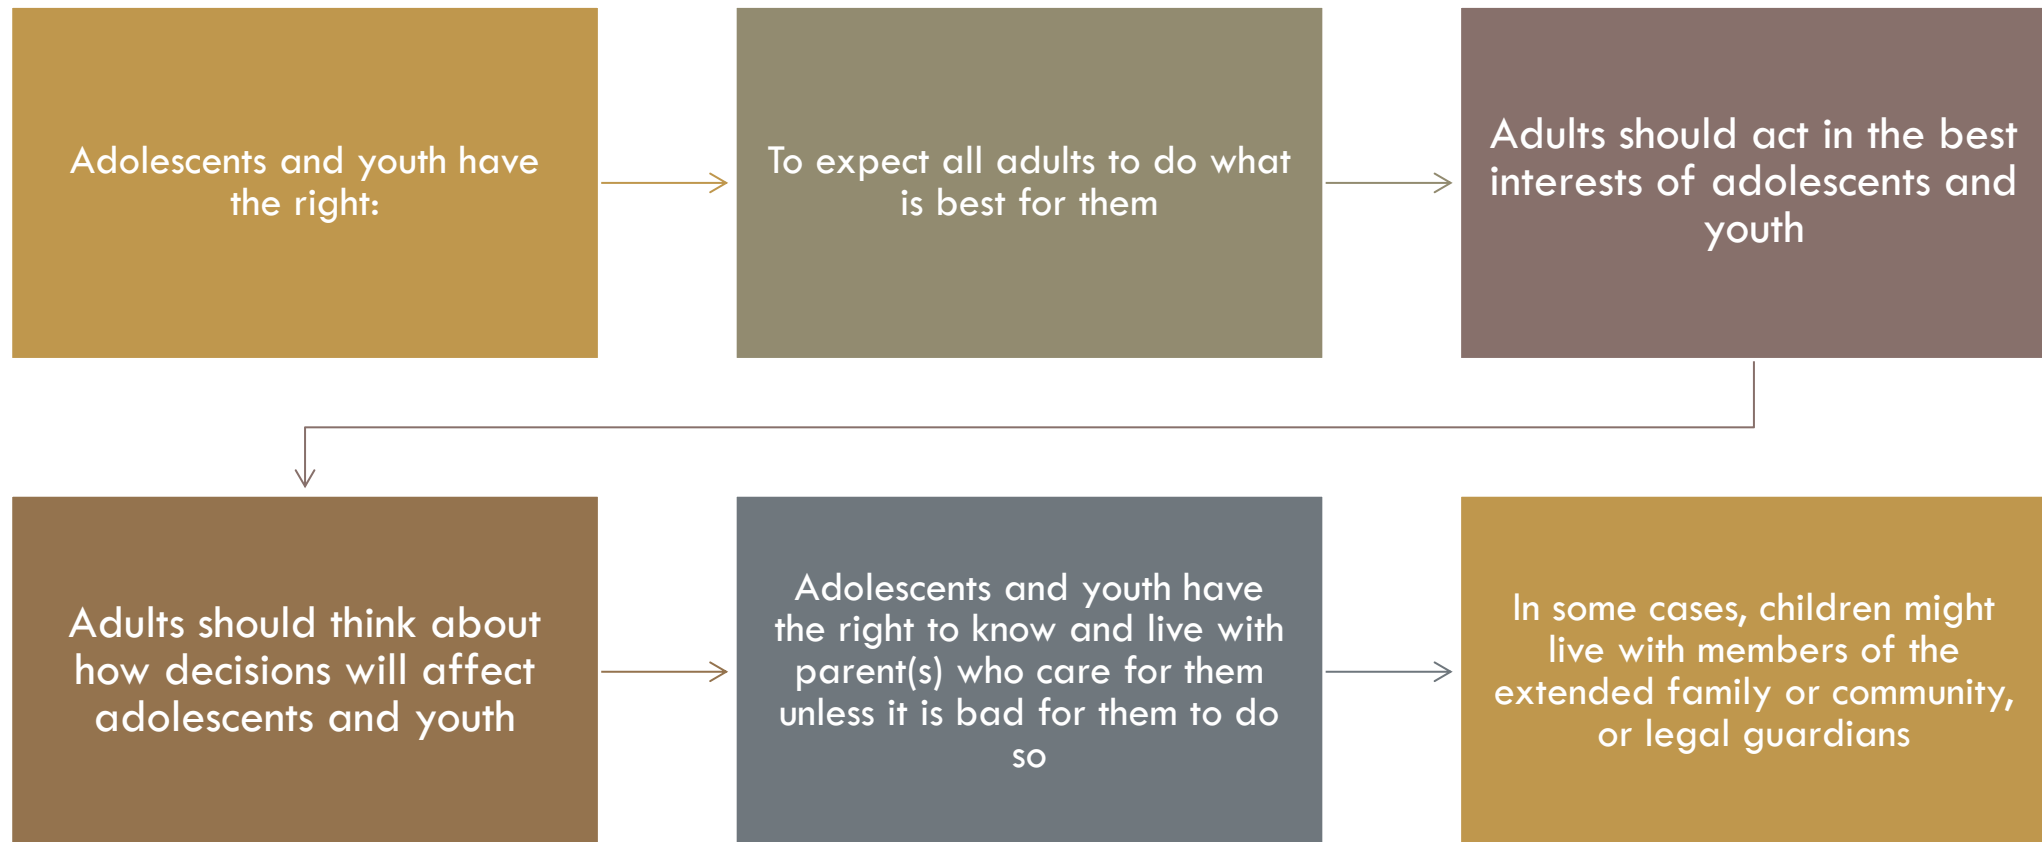 Adolescents and youth have
the right:
To expect all adults to do what
is best for them
Adults should act in the best
interests of adolescents and
youth
Adults should think about
how decisions will affect
adolescents and youth
Adolescents and youth have
the right to know and live with
parent(s) who care for them
unless it is bad for them to do
so
In some cases, children might
live with members of the
extended family or community,
or legal guardians